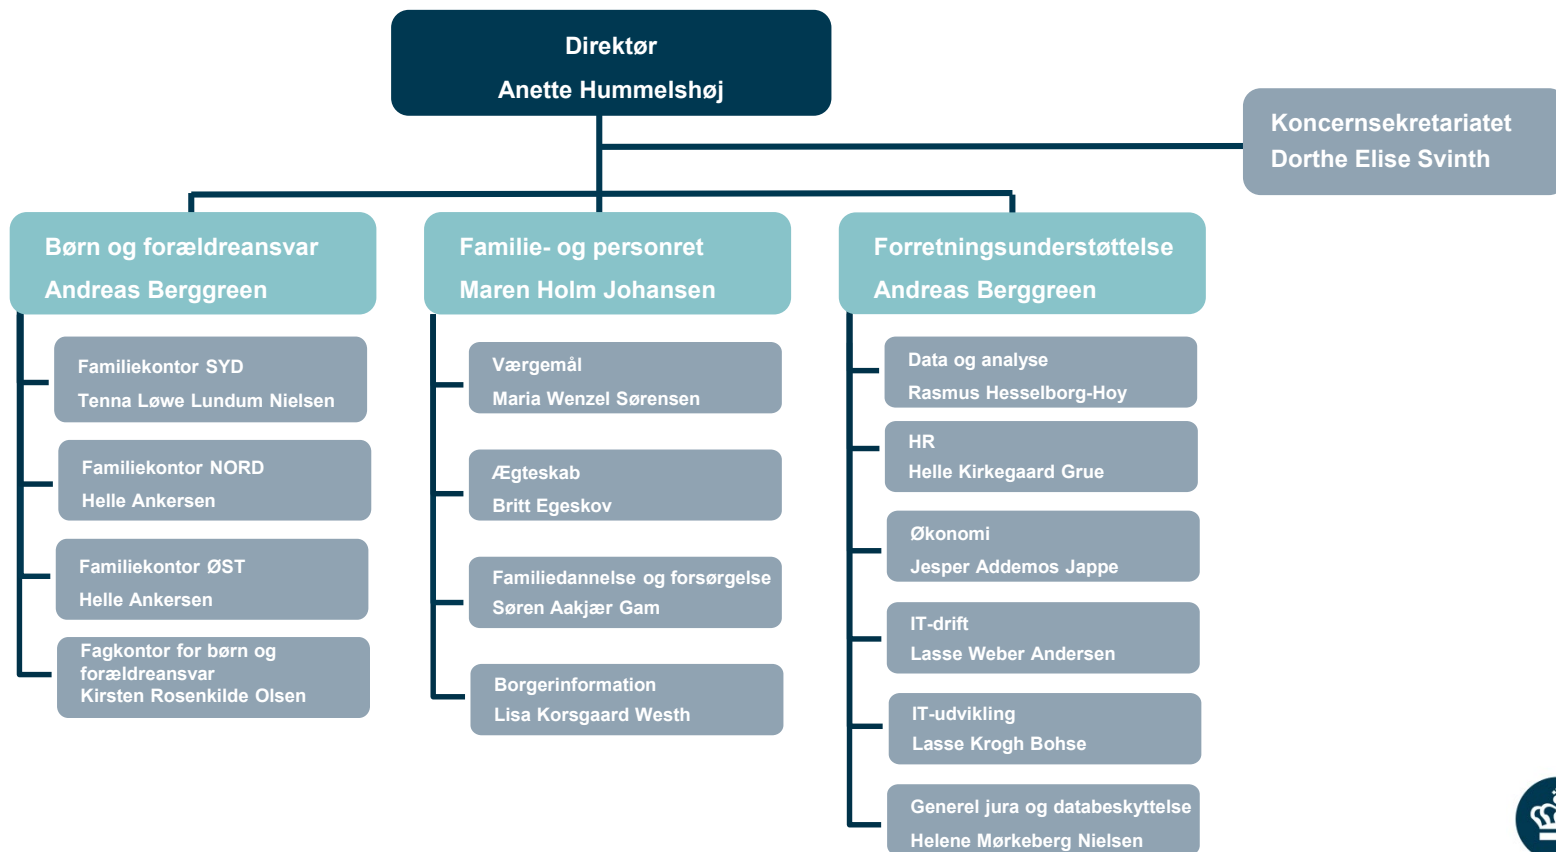 Direktør
Anette Hummelshøj
Koncernsekretariatet
Dorthe Elise Svinth
Børn og forældreansvar
Andreas Berggreen
Familiekontor SYD
Tenna Løwe Lundum Nielsen
Familiekontor NORD
Helle Ankersen
Familiekontor ØST
Helle Ankersen
Fagkontor for børn og
forældreansvar
Kirsten Rosenkilde Olsen
Familie- og personret
Maren Holm Johansen
Værgemål
Maria Wenzel Sørensen
Ægteskab
Britt Egeskov
Familiedannelse og forsørgelse
Søren Aakjær Gam
Borgerinformation
Lisa Korsgaard Westh
Forretningsunderstøttelse
Andreas Berggreen
Data og analyse
Rasmus Hesselborg-Hoy
HR
Helle Kirkegaard Grue
Økonomi
Jesper Addemos Jappe
IT-drift
Lasse Weber Andersen
IT-udvikling
Lasse Krogh Bohse
Generel jura og databeskyttelse
Helene Mørkeberg Nielsen